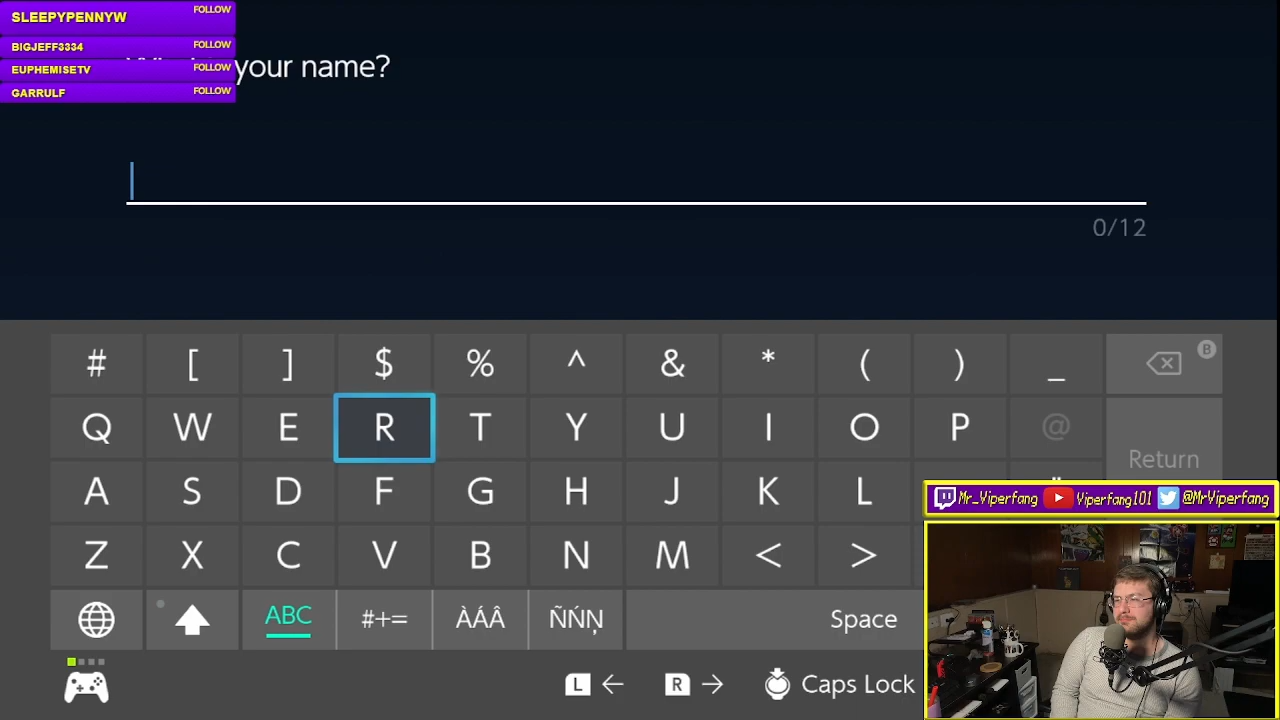 SLEEPYPENNYW FOLLOW
BIGJEFF3334 FOLLOW
EUPHEMISETV FOLLOW
GARRULF FOLLOW
your name?
0/12
# [ ] $ % ^ & * ( ) _ B
Q W E R T Y U I O P @
Return
A S D F G H J K L
Mr_Viperfang Viperfang101 @MrViperfang
Z X C V B N M < >
ABC #+= ÀÁÂ ÑŃŅ Space
L ← R → Caps Lock